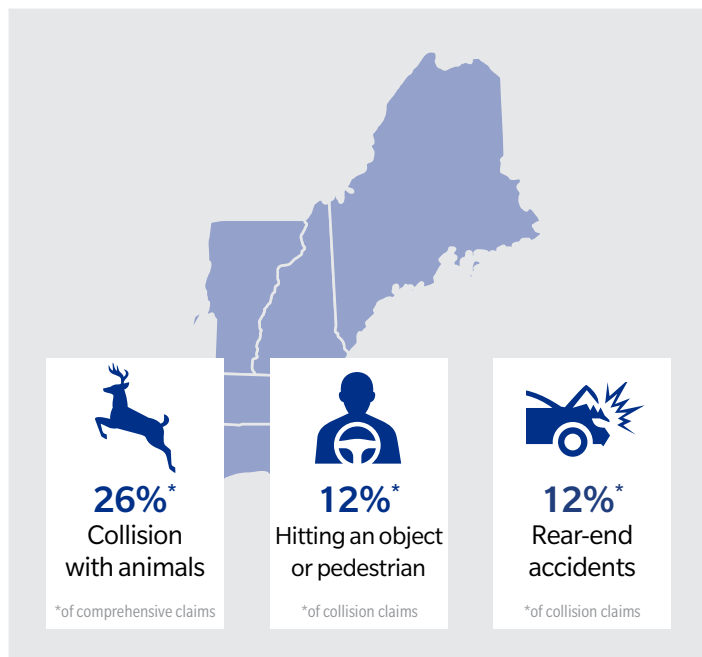 26%*
Collision
with animals
*of comprehensive claims
12%*
Hitting an object
or pedestrian
*of collision claims
12%*
Rear-end
accidents
*of collision claims